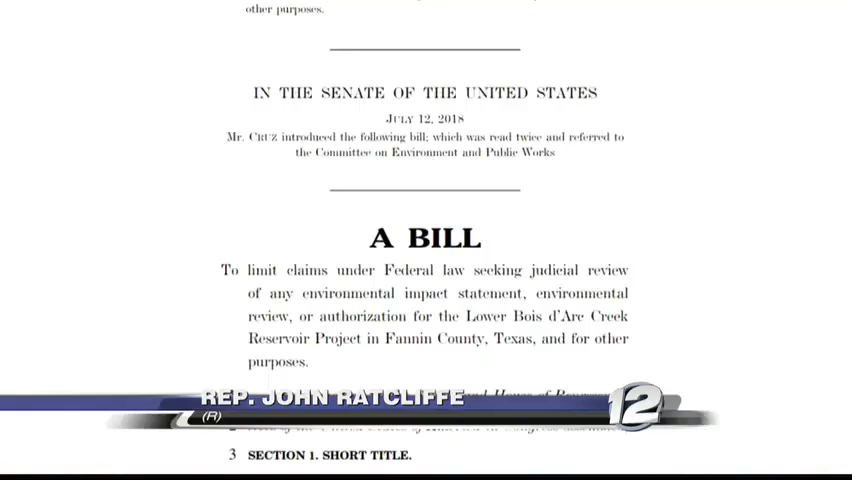 other purposes.
IN THE SENATE OF THE UNITED STATES
JULY 12, 2018
Mr. CRUZ introduced the following bill; which was read twice and referred to
the Committee on Environment and Public Works
A BILL
To limit claims under Federal law seeking judicial review
of any environmental impact statement, environmental
review, or authorization for the Lower Bois d'Arc Creek
Reservoir Project in Fannin County, Texas, and for other
purposes.
REP. JOHN RATCLIFFE
(R)
12
3 SECTION 1. SHORT TITLE.